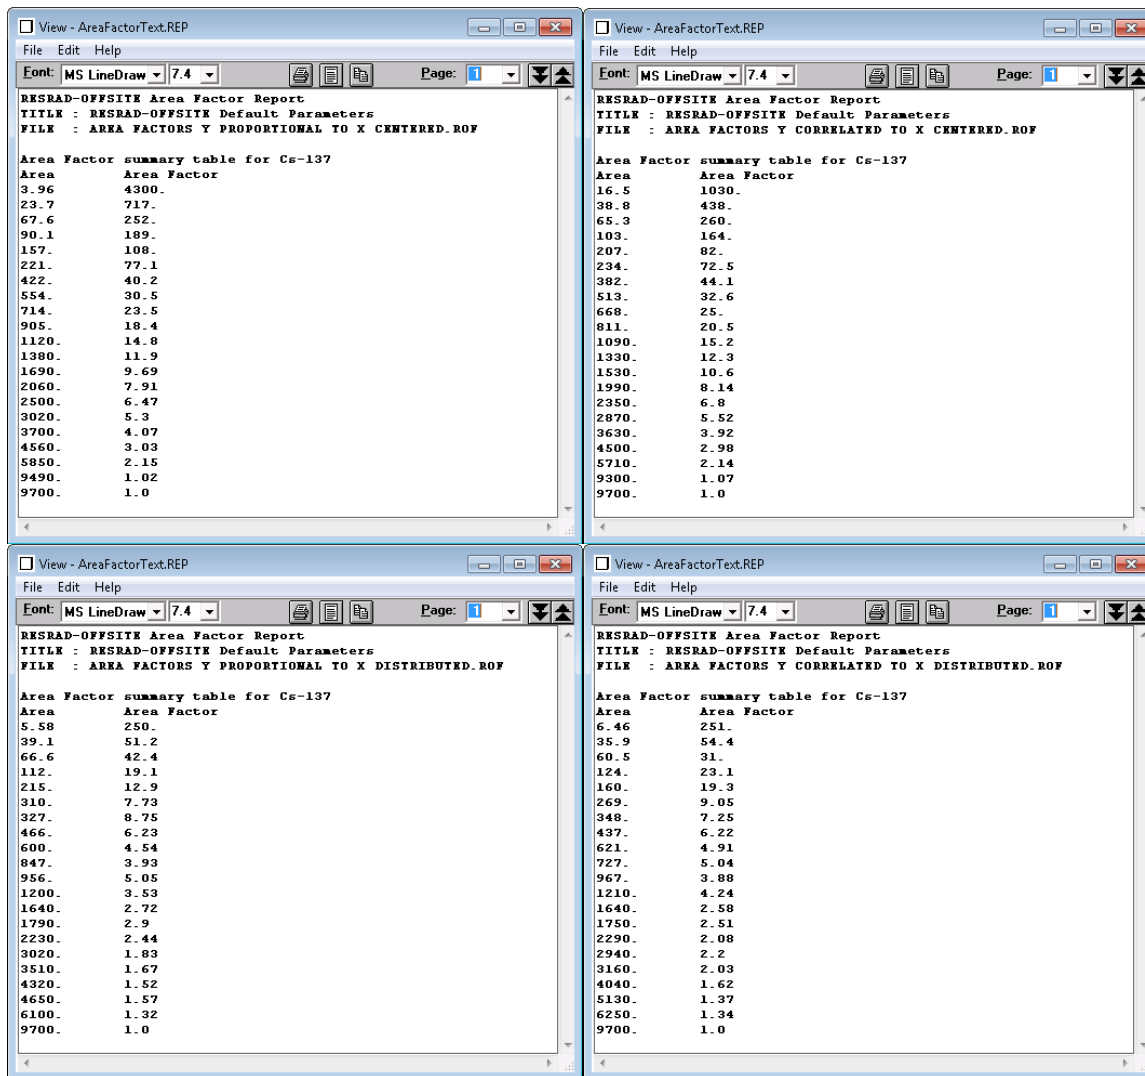 View - AreaFactorText.REP
File Edit Help
Font: MS LineDraw 7.4 Page: 1
RESRAD-OFFSITE Area Factor Report
TITLE : RESRAD-OFFSITE Default Parameters
FILE : AREA FACTORS Y PROPORTIONAL TO X CENTERED.ROF
Area Factor summary table for Cs-137
Area Area Factor
3.96 4300.
23.7 717.
67.6 252.
90.1 189.
157. 108.
221. 77.1
422. 40.2
554. 30.5
714. 23.5
905. 18.4
1120. 14.8
1380. 11.9
1690. 9.69
2060. 7.91
2500. 6.47
3020. 5.3
3700. 4.07
4560. 3.03
5850. 2.15
9490. 1.02
9700. 1.0
View - AreaFactorText.REP
File Edit Help
Font: MS LineDraw 7.4 Page: 1
RESRAD-OFFSITE Area Factor Report
TITLE : RESRAD-OFFSITE Default Parameters
FILE : AREA FACTORS Y CORRELATED TO X CENTERED.ROF
Area Factor summary table for Cs-137
Area Area Factor
16.5 1030.
38.8 438.
65.3 260.
103. 164.
207. 82.
234. 72.5
382. 44.1
513. 32.6
668. 25.
811. 20.5
1090. 15.2
1330. 12.3
1530. 10.6
1990. 8.14
2350. 6.8
2870. 5.52
3630. 3.92
4500. 2.98
5710. 2.14
9300. 1.07
9700. 1.0
View - AreaFactorText.REP
File Edit Help
Font: MS LineDraw 7.4 Page: 1
RESRAD-OFFSITE Area Factor Report
TITLE : RESRAD-OFFSITE Default Parameters
FILE : AREA FACTORS Y PROPORTIONAL TO X DISTRIBUTED.ROF
Area Factor summary table for Cs-137
Area Area Factor
5.58 250.
39.1 51.2
66.6 42.4
112. 19.1
215. 12.9
310. 7.73
327. 8.75
466. 6.23
600. 4.54
847. 3.93
956. 5.05
1200. 3.53
1640. 2.72
1790. 2.9
2230. 2.44
3020. 1.83
3510. 1.67
4320. 1.52
4650. 1.57
6100. 1.32
9700. 1.0
View - AreaFactorText.REP
File Edit Help
Font: MS LineDraw 7.4 Page: 1
RESRAD-OFFSITE Area Factor Report
TITLE : RESRAD-OFFSITE Default Parameters
FILE : AREA FACTORS Y CORRELATED TO X DISTRIBUTED.ROF
Area Factor summary table for Cs-137
Area Area Factor
6.46 251.
35.9 54.4
60.5 31.
124. 23.1
160. 19.3
269. 9.05
348. 7.25
437. 6.22
621. 4.91
727. 5.04
967. 3.88
1210. 4.24
1640. 2.58
1750. 2.51
2290. 2.08
2940. 2.2
3160. 2.03
4040. 1.62
5130. 1.37
6250. 1.34
9700. 1.0